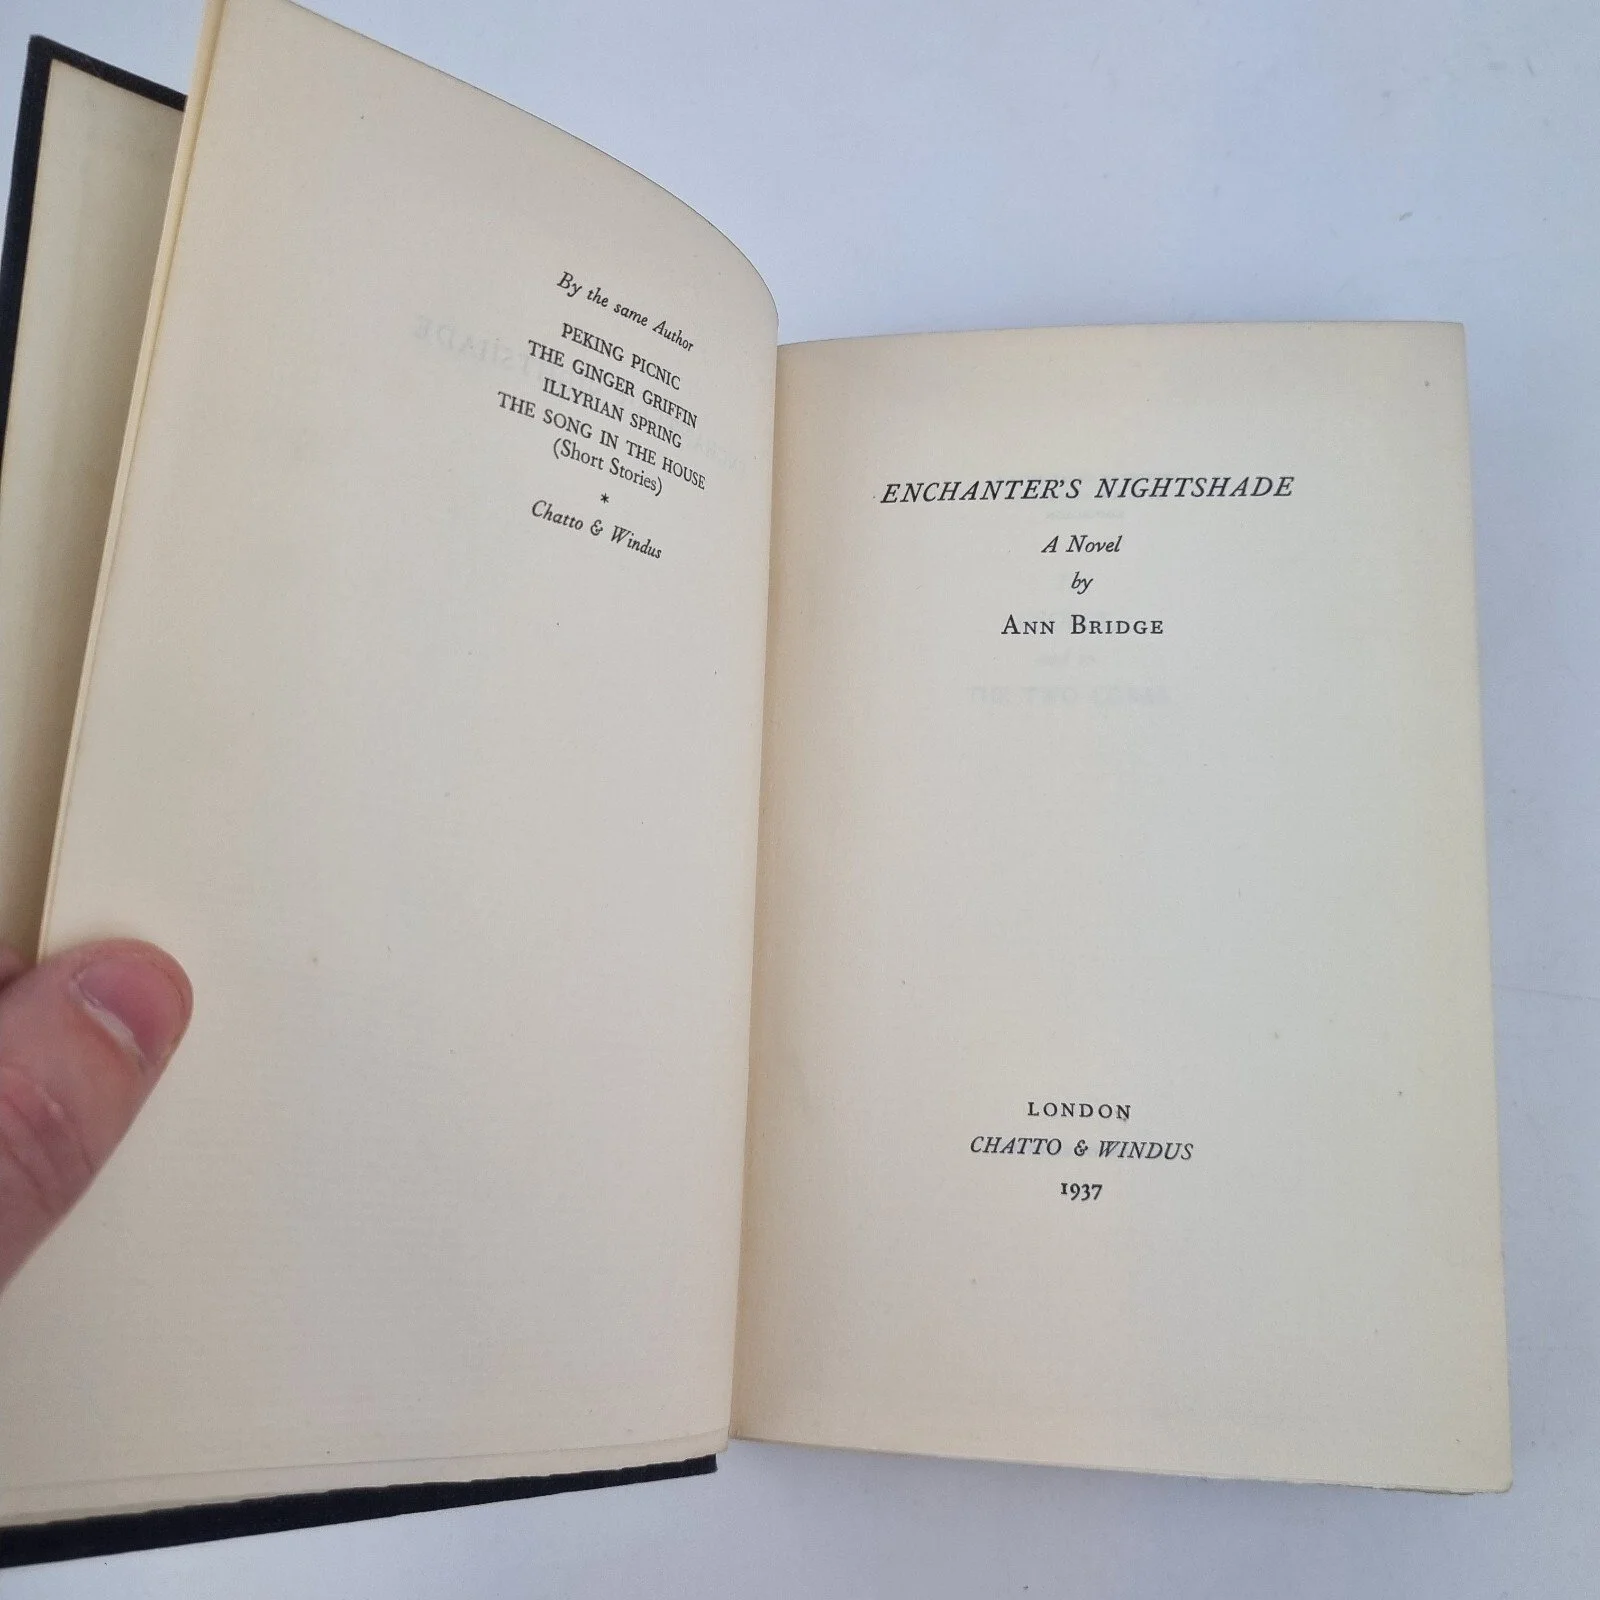 By the same Author
PEKING PICNIC
THE GINGER GRIFFIN
ILLYRIAN SPRING
THE SONG IN THE HOUSE
(Short Stories)
*
Chatto & Windus
ENCHANTER'S NIGHTSHADE
A Novel
by
ANN BRIDGE
LONDON
CHATTO & WINDUS
1937